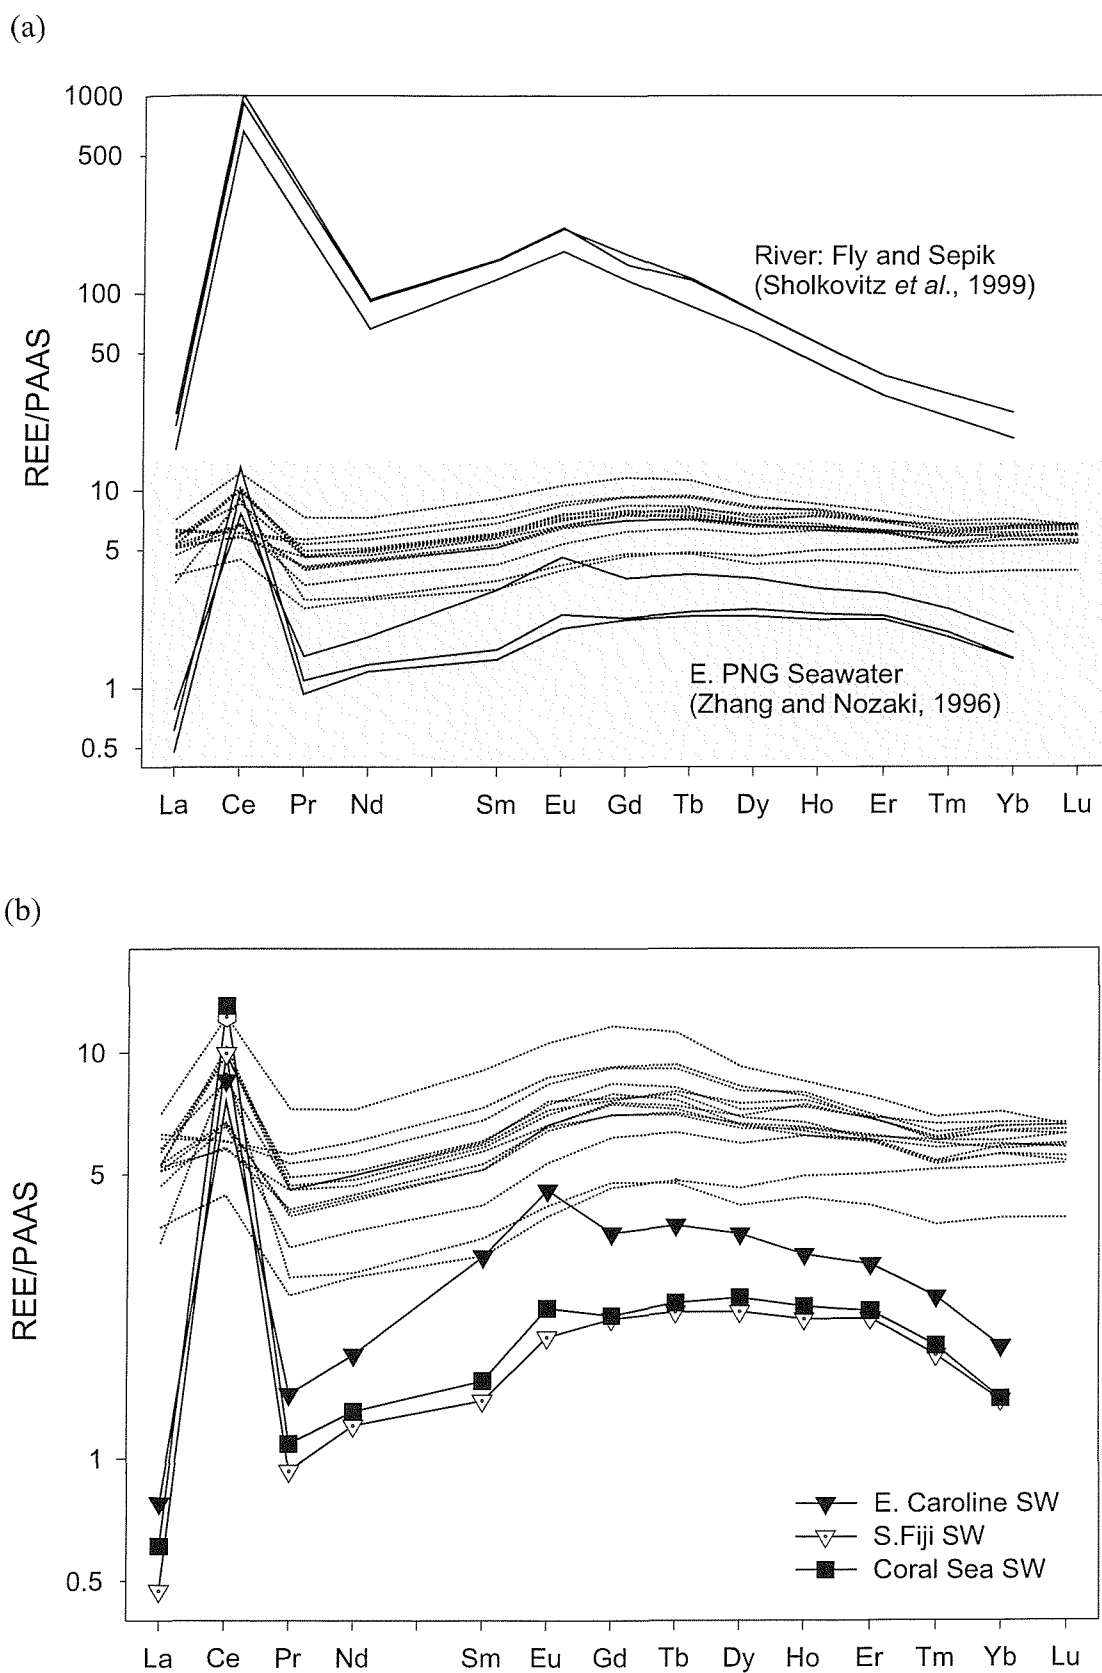 (a)
1000
500
100
50
10
5
1
0.5
REE/PAAS
River: Fly and Sepik
(Sholkovitz et al., 1999)
E. PNG Seawater
(Zhang and Nozaki, 1996)
La Ce Pr Nd Sm Eu Gd Tb Dy Ho Er Tm Yb Lu
(b)
10
5
1
0.5
REE/PAAS
E. Caroline SW
S.Fiji SW
Coral Sea SW
La Ce Pr Nd Sm Eu Gd Tb Dy Ho Er Tm Yb Lu